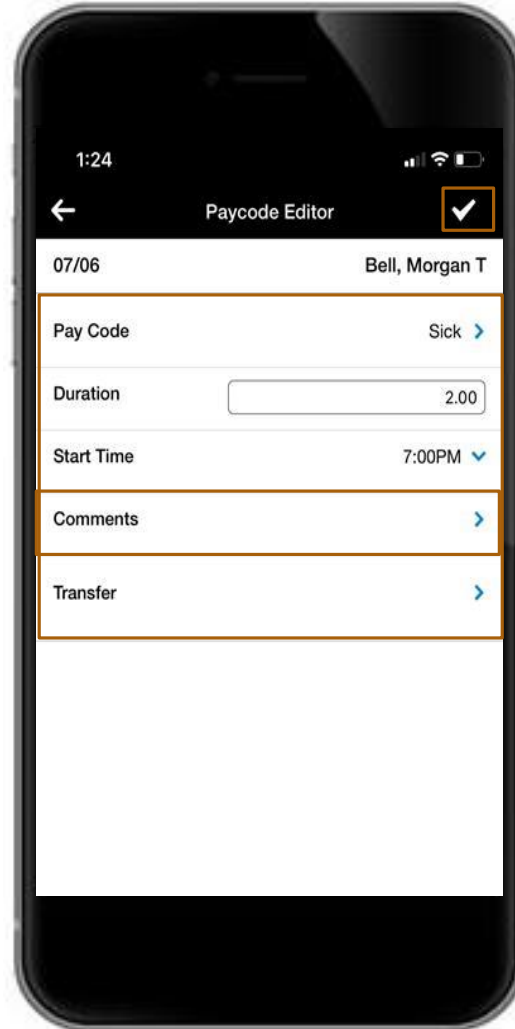 1:24
Paycode Editor
07/06 Bell, Morgan T
Pay Code Sick
Duration 2.00
Start Time 7:00PM
Comments
Transfer